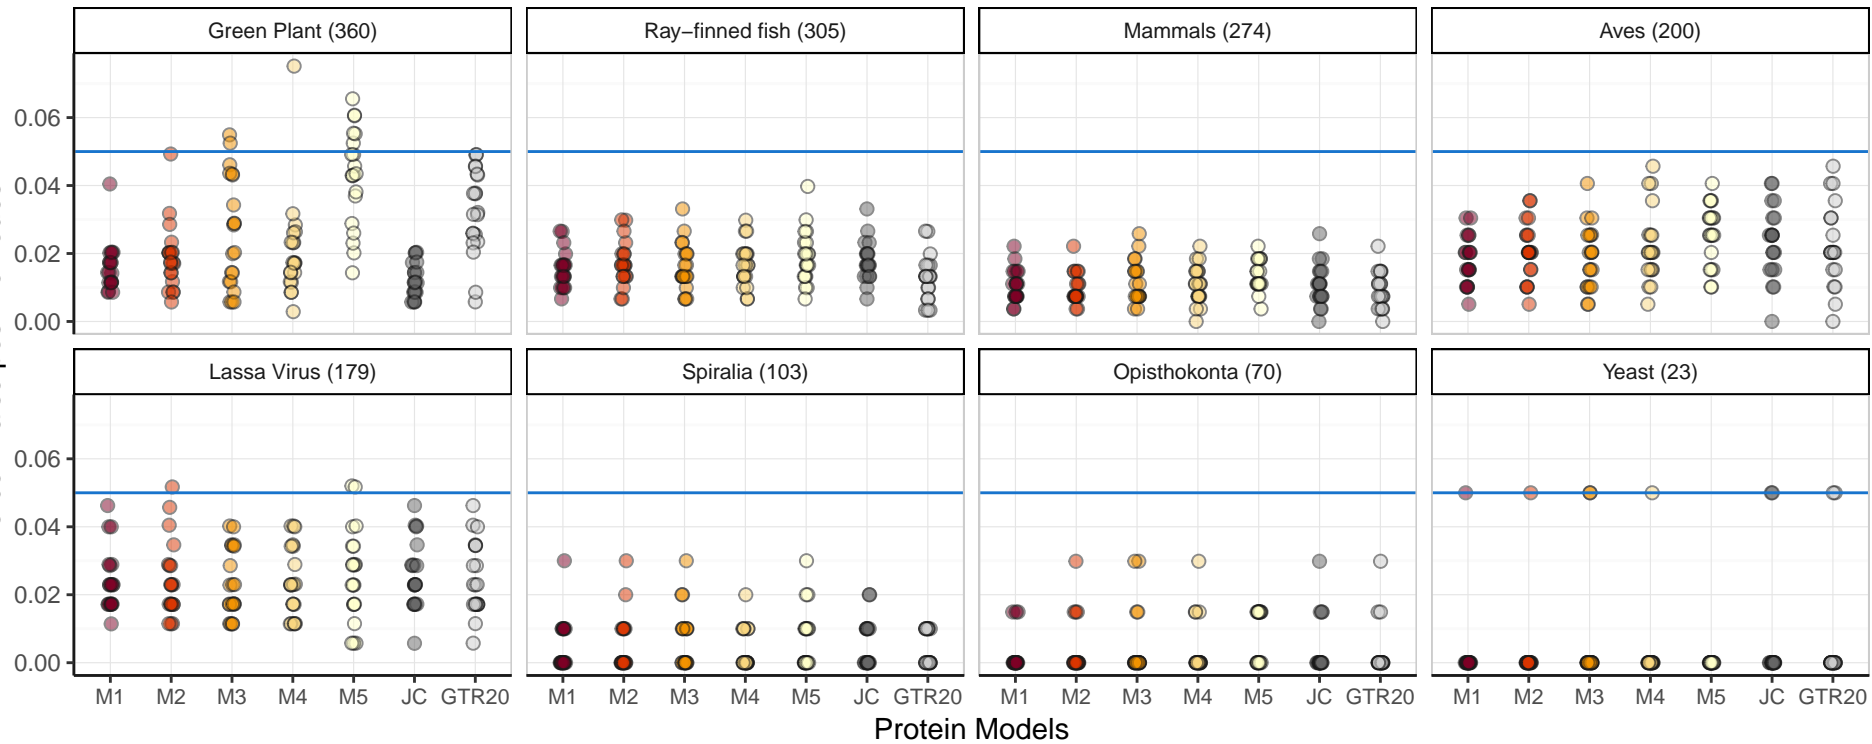 Green Plant (360)
Ray−finned fish (305)
Mammals (274)
Aves (200)
0.06
0.04
0.02
0.00
Lassa Virus (179)
Spiralia (103)
Opisthokonta (70)
Yeast (23)
0.06
0.04
0.02
0.00
M1 M2 M3 M4 M5 JC GTR20
M1 M2 M3 M4 M5 JC GTR20
M1 M2 M3 M4 M5 JC GTR20
M1 M2 M3 M4 M5 JC GTR20
Protein Models